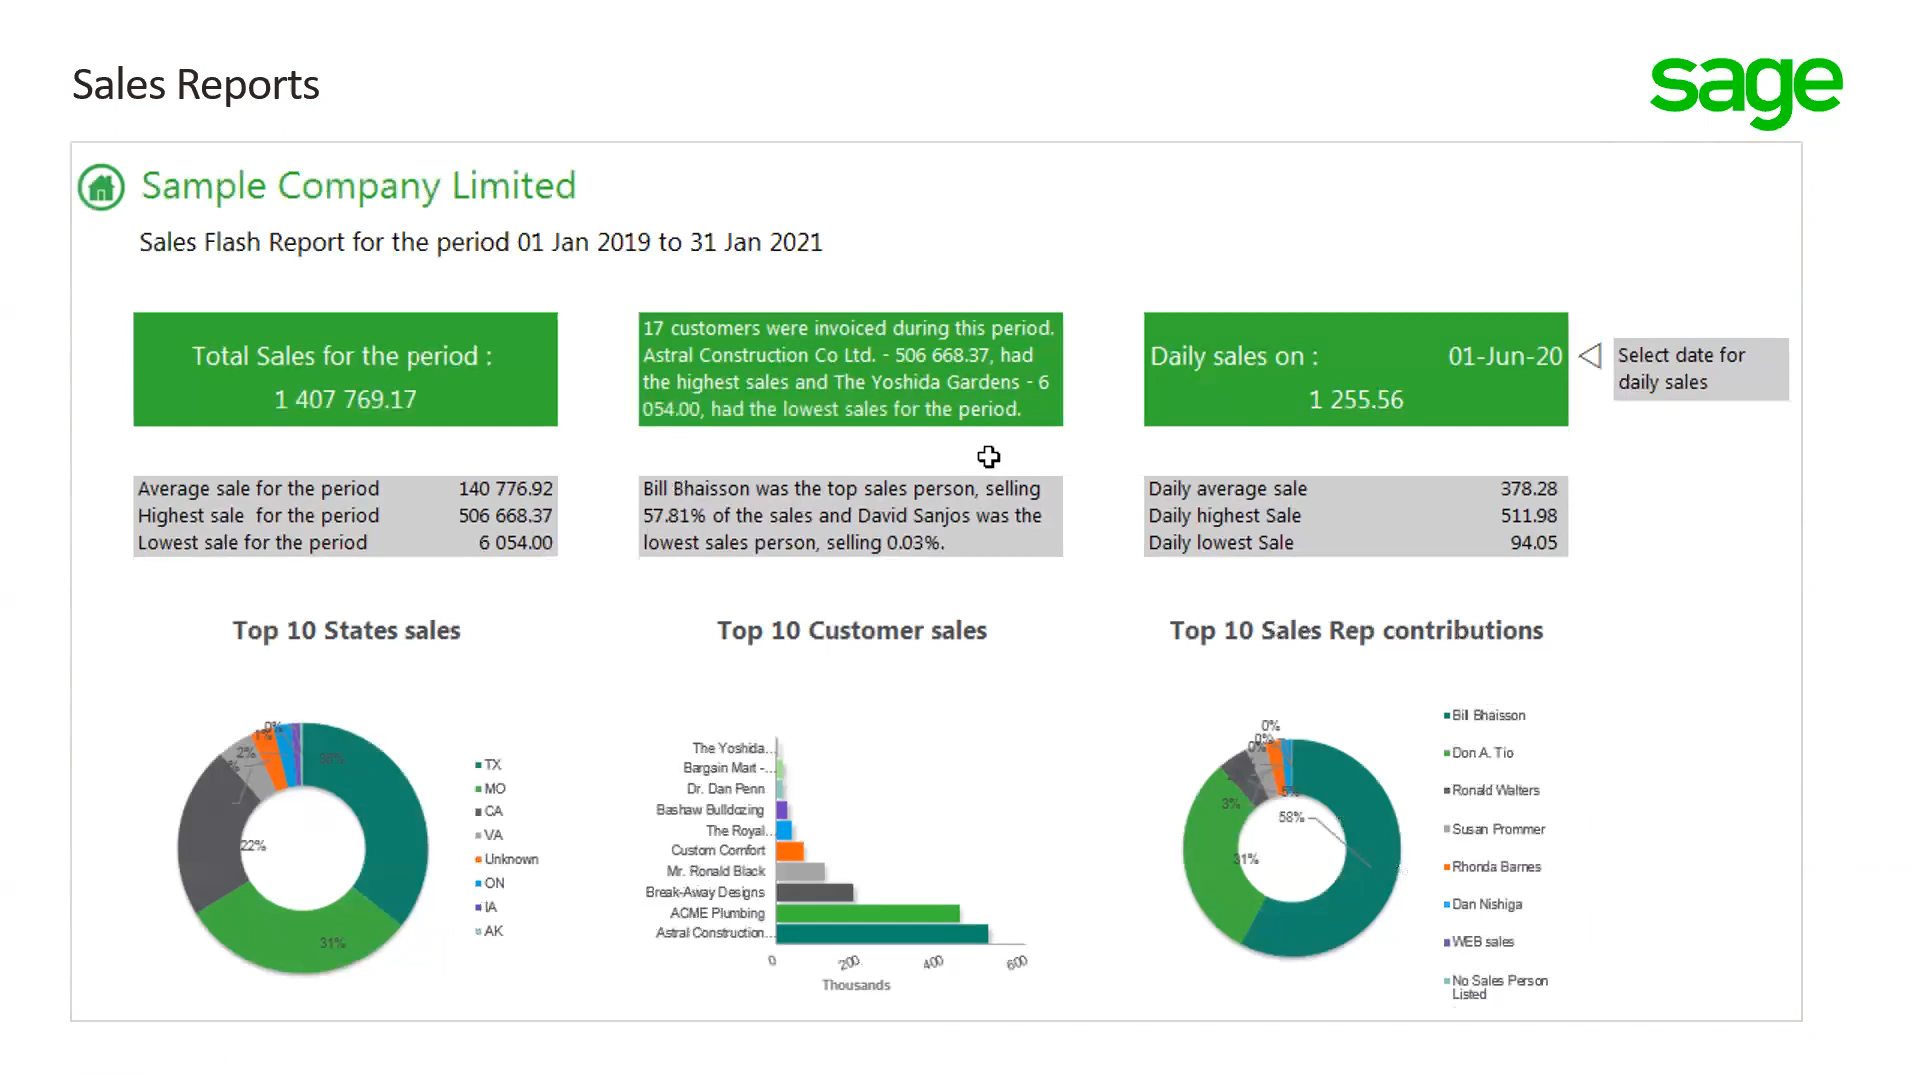 Sales Reports
sage
Sample Company Limited
Sales Flash Report for the period 01 Jan 2019 to 31 Jan 2021
Total Sales for the period :
1 407 769.17
17 customers were invoiced during this period.
Astral Construction Co Ltd. - 506 668.37, had
the highest sales and The Yoshida Gardens - 6
054.00, had the lowest sales for the period.
Daily sales on : 01-Jun-20
1 255.56
Select date for
daily sales
Average sale for the period 140 776.92
Highest sale for the period 506 668.37
Lowest sale for the period 6 054.00
Bill Bhaisson was the top sales person, selling
57.81% of the sales and David Sanjos was the
lowest sales person, selling 0.03%.
Daily average sale 378.28
Daily highest Sale 511.98
Daily lowest Sale 94.05
Top 10 States sales
0%
1%
2%
22%
31%
TX
MO
CA
VA
Unknown
ON
IA
AK
Top 10 Customer sales
The Yoshida...
Bargain Mart -...
Dr. Dan Penn
Bashaw Bulldozing
The Royal...
Custom Comfort
Mr. Ronald Black
Break-Away Designs
ACME Plumbing
Astral Construction...
0 200 400 600
Thousands
Top 10 Sales Rep contributions
0%
0%
0%
3%
5%
58%
31%
Bill Bhaisson
Don A. Tio
Ronald Walters
Susan Prommer
Rhonda Barnes
Dan Nishiga
WEB sales
No Sales Person
Listed